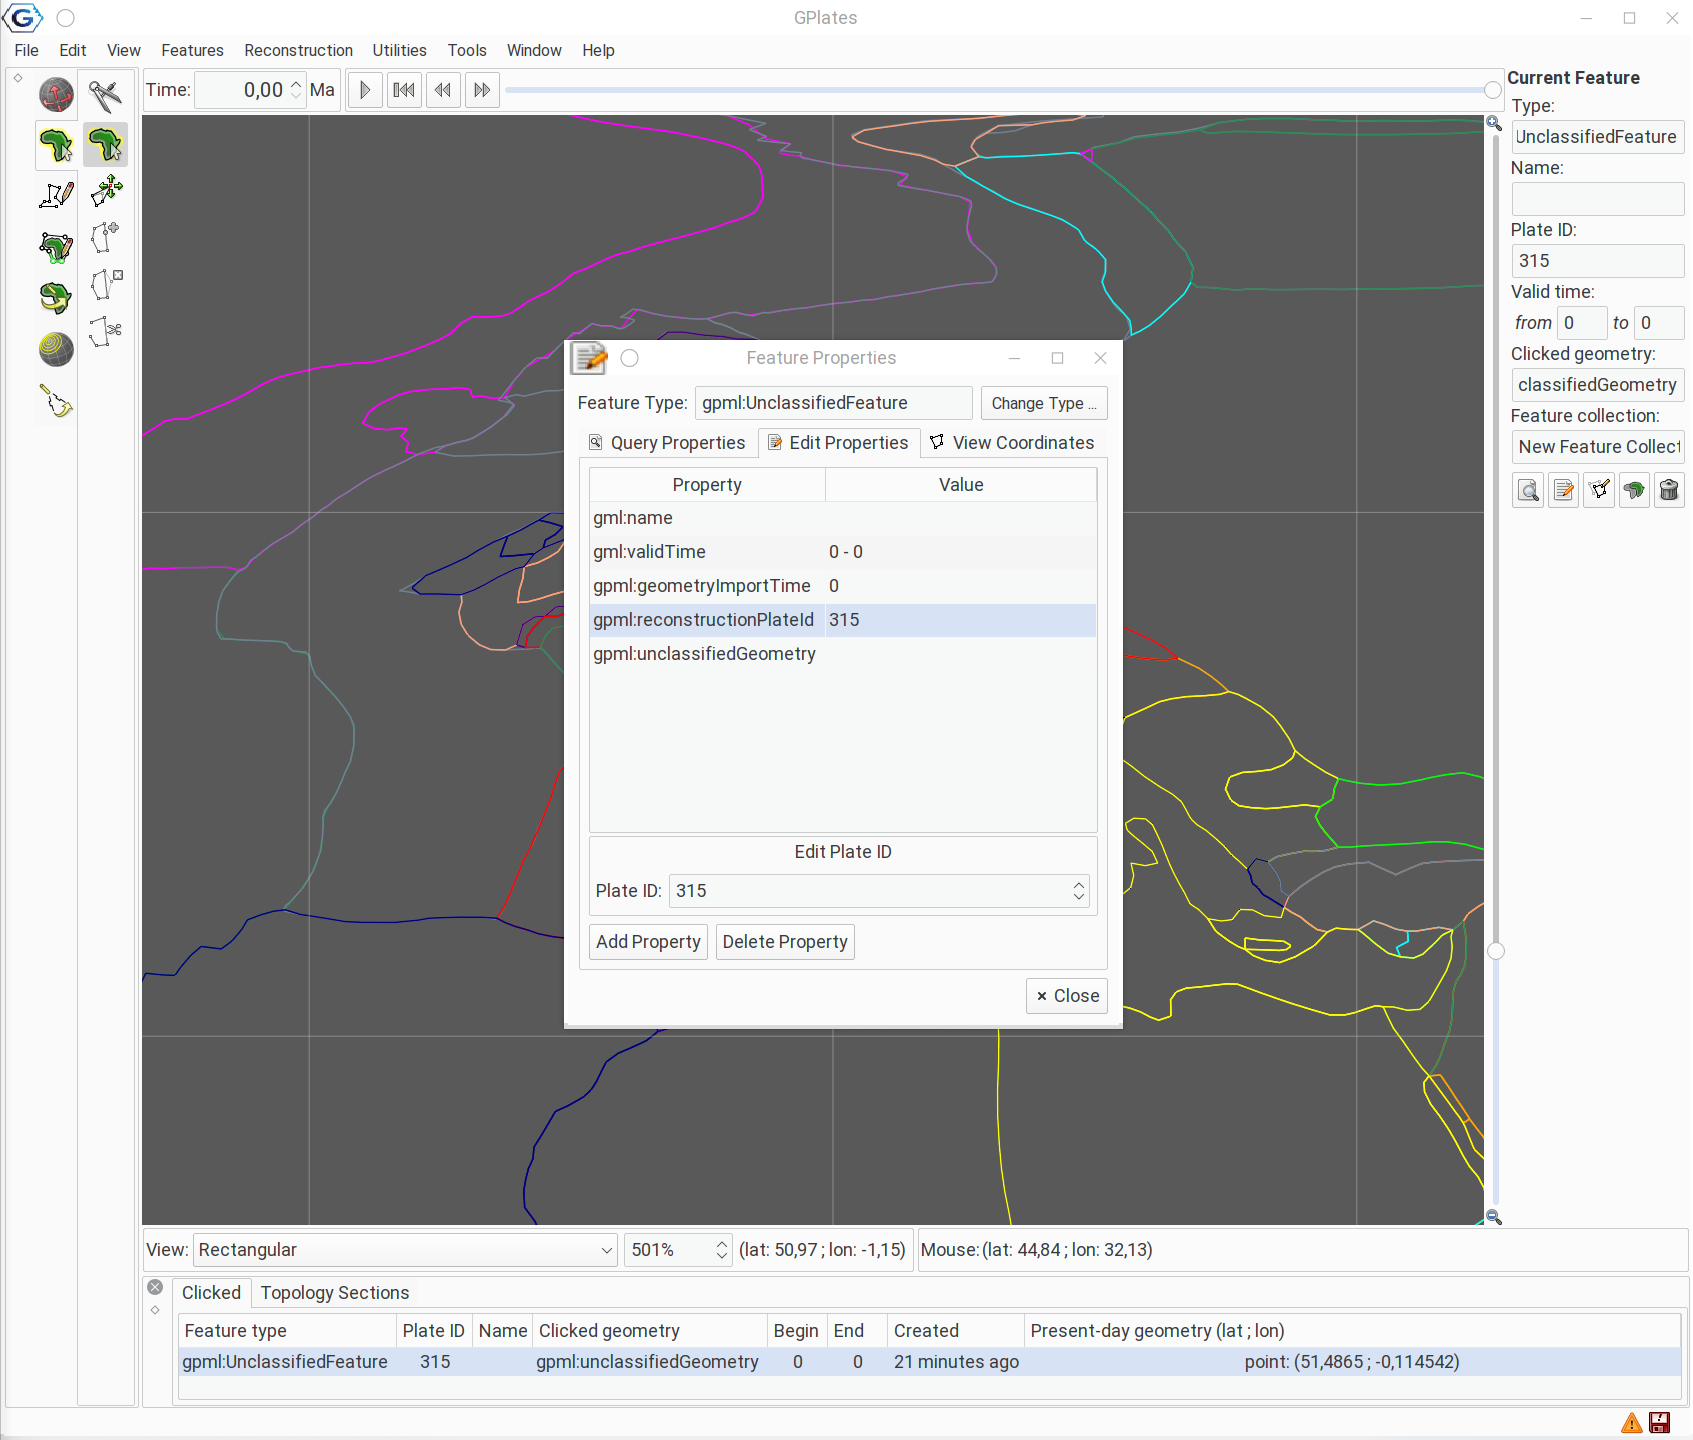 GPlates
File Edit View Features Reconstruction Utilities Tools Window Help
Time: 0,00 Ma
Current Feature
Type:
UnclassifiedFeature
Name:
Plate ID:
315
Valid time:
from 0 to 0
Clicked geometry:
classifiedGeometry
Feature collection:
New Feature Collect
Feature Properties
Feature Type: gpml:UnclassifiedFeature Change Type ...
Query Properties Edit Properties View Coordinates
Property Value
gml:name
gml:validTime 0 - 0
gpml:geometryImportTime 0
gpml:reconstructionPlateId 315
gpml:unclassifiedGeometry
Edit Plate ID
Plate ID: 315
Add Property Delete Property
Close
View: Rectangular 501% (lat: 50,97 ; lon: -1,15) Mouse: (lat: 44,84 ; lon: 32,13)
Clicked Topology Sections
Feature type Plate ID Name Clicked geometry Begin End Created Present-day geometry (lat ; lon)
gpml:UnclassifiedFeature 315 gpml:unclassifiedGeometry 0 0 21 minutes ago point: (51,4865 ; -0,114542)